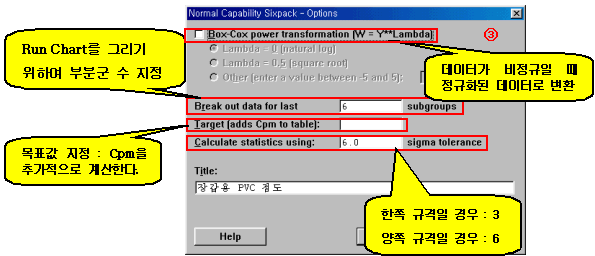 Normal Capability Sixpack - Options
Box-Cox power transformation (W = Y**Lambda)
③
Lambda = 0 (natural log)
Lambda = 0.5 (square root)
Other (enter a value between -5 and 5):
Run Chart를 그리기
위하여 부분군 수 지정
데이터가 비정규일 때
정규화된 데이터로 변환
Break out data for last 6 subgroups
Target (adds Cpm to table):
Calculate statistics using: 6.0 sigma tolerance
목표값 지정 : Cpm을
추가적으로 계산한다.
Title:
장갑용 PVC 점도
한쪽 규격일 경우 : 3
양쪽 규격일 경우 : 6
Help